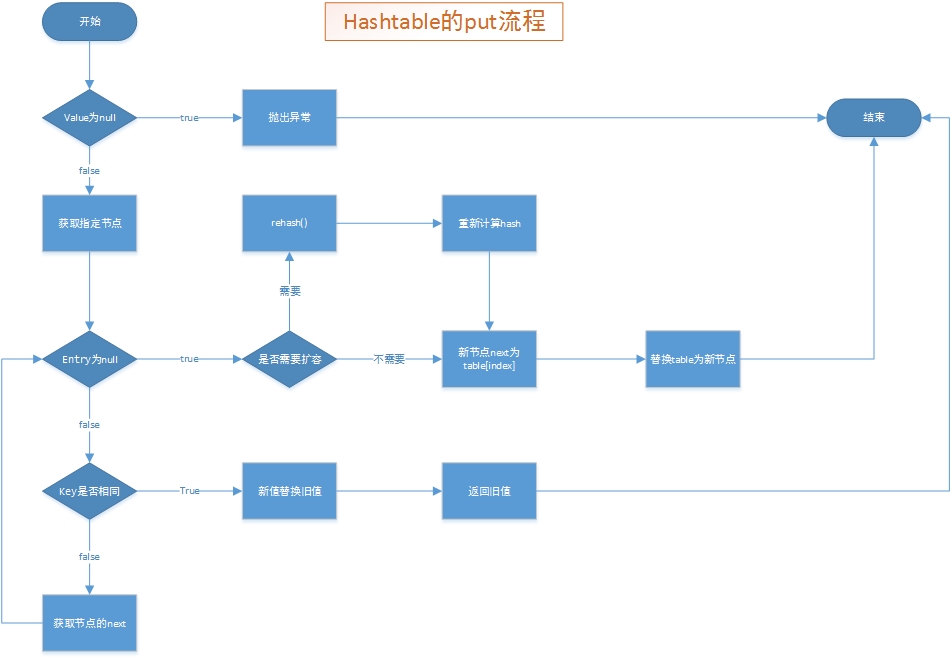 Hashtable的put流程
开始
Value为null
true
抛出异常
结束
false
获取指定节点
rehash()
重新计算hash
需要
Entry为null
true
是否需要扩容
不需要
新节点next为
table[index]
替换table为新节点
false
Key是否相同
True
新值替换旧值
返回旧值
false
获取节点的next